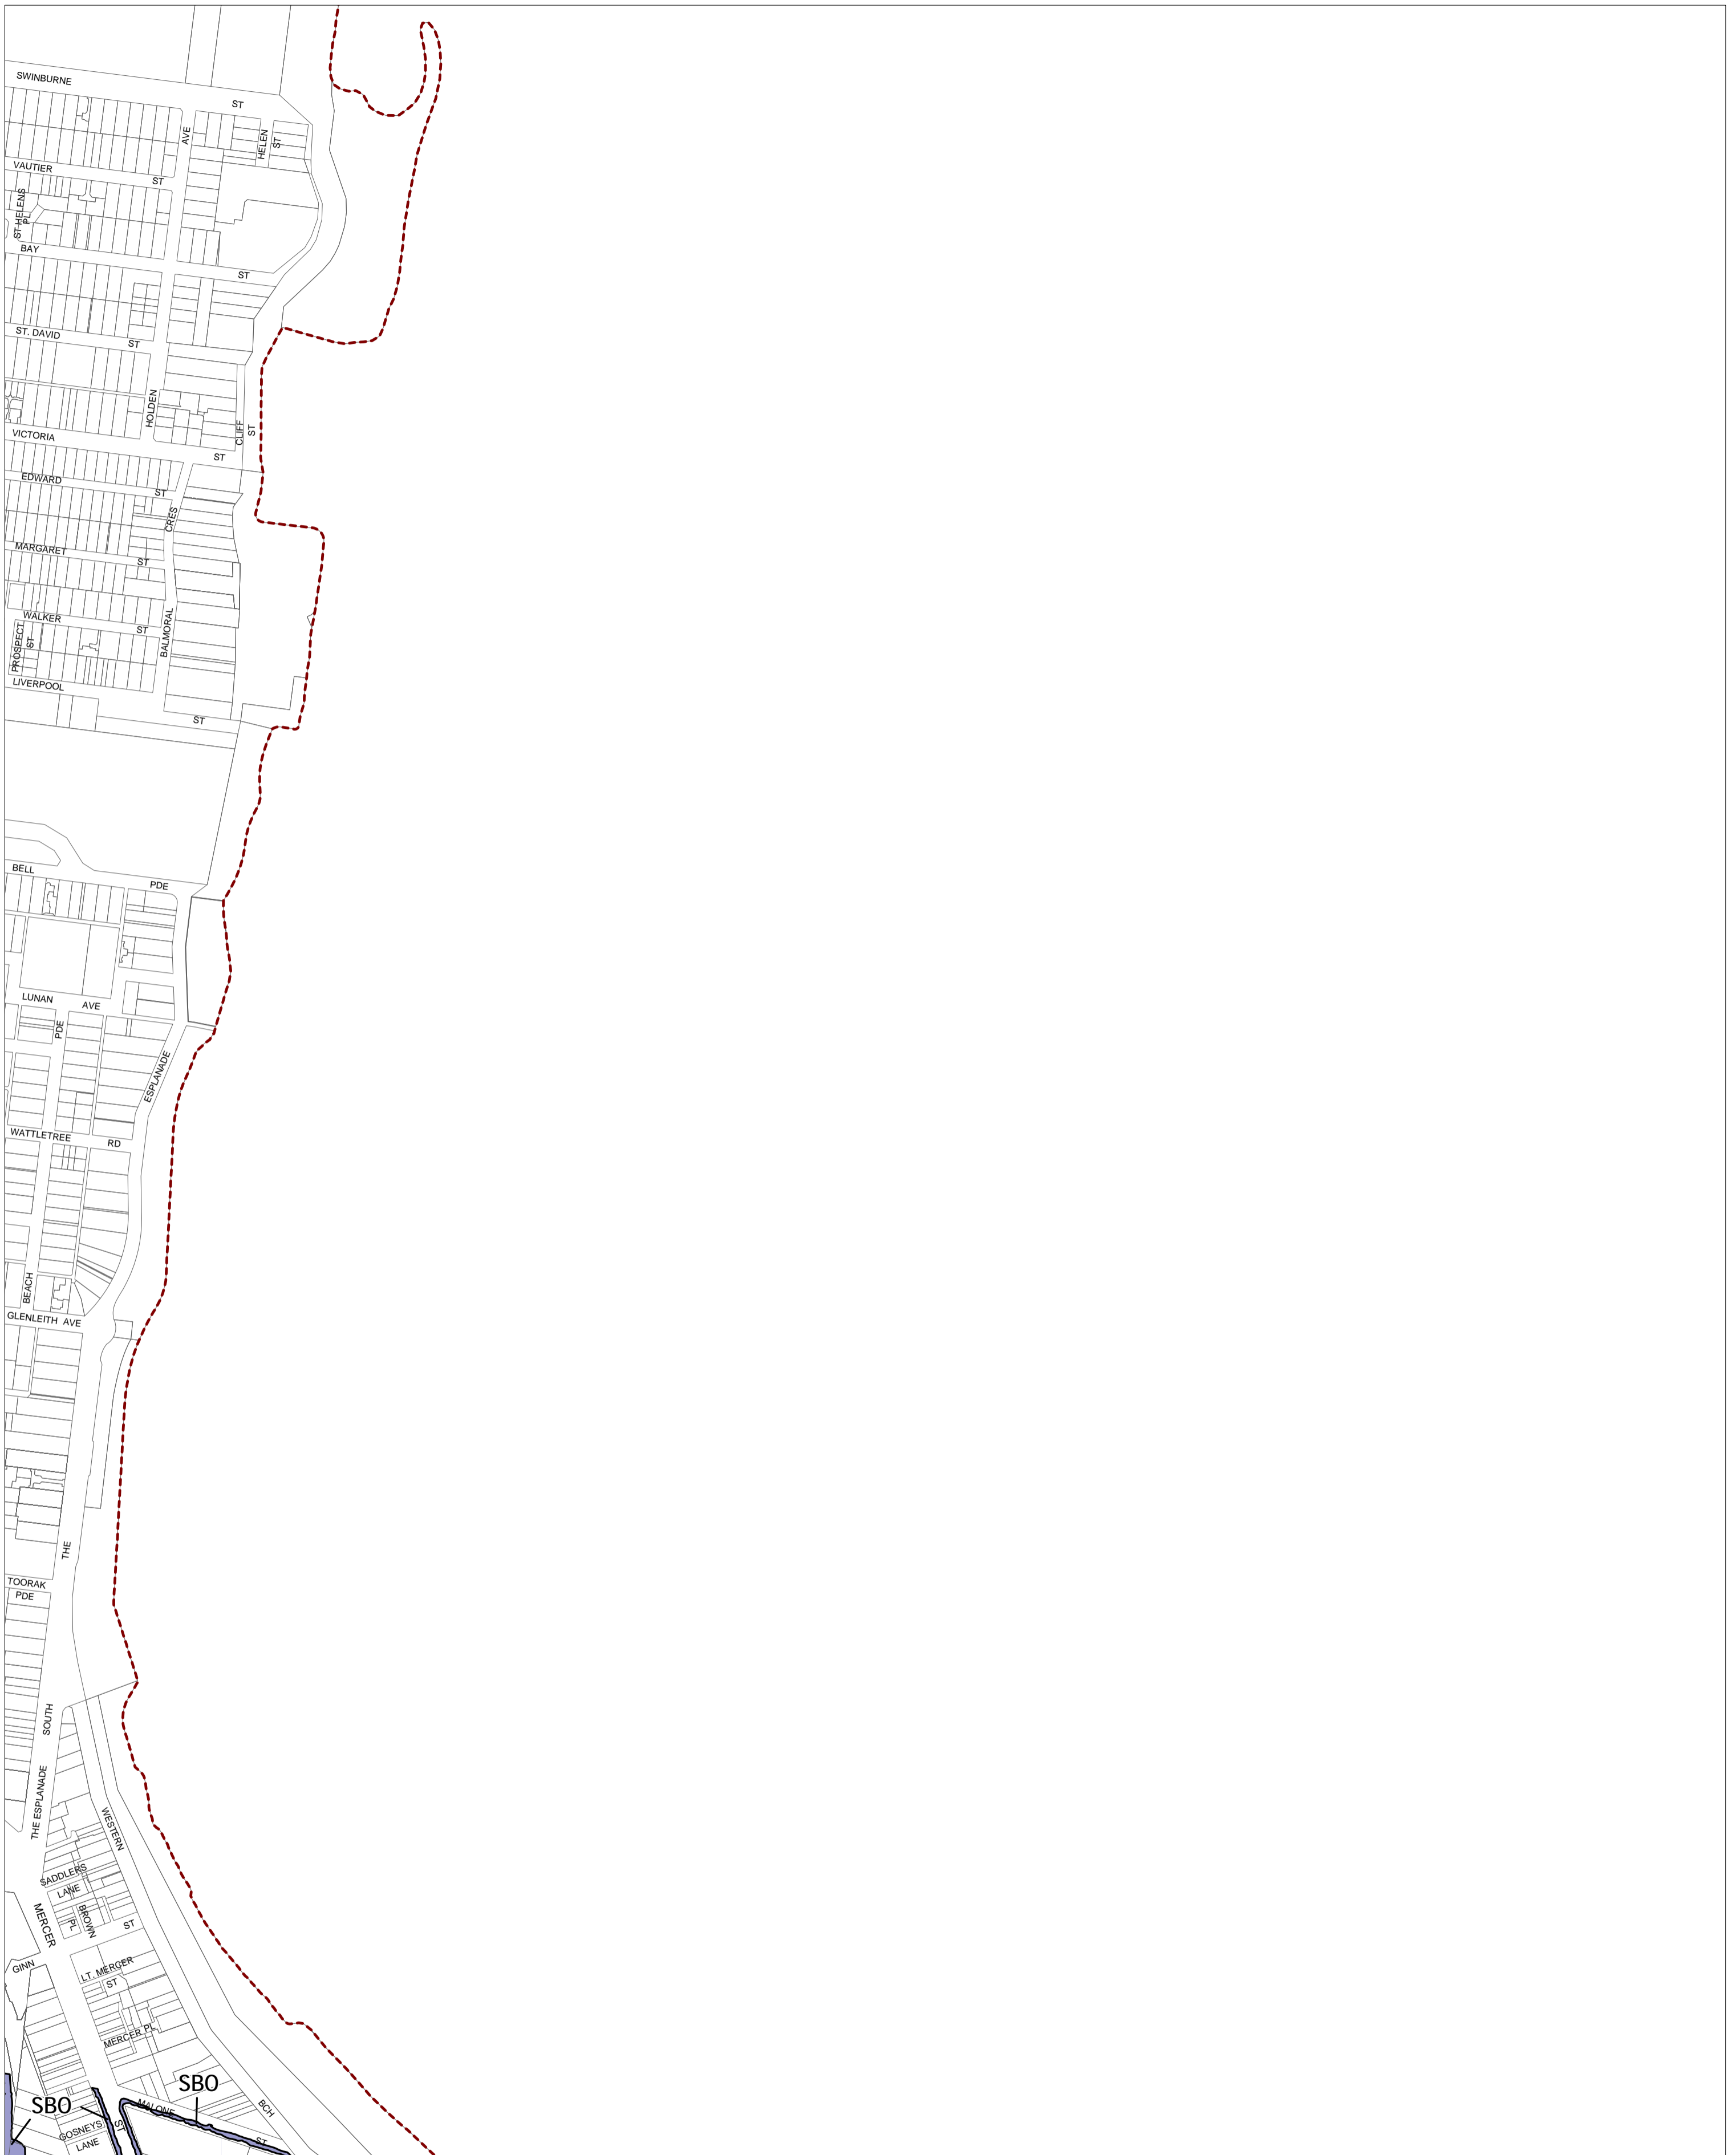 SWINBURNE
ST
AVE
HELEN
ST
VAUTIER
ST
ST HELENS
PL
BAY
ST
ST. DAVID
ST
HOLDEN
CLIFF
ST
VICTORIA
ST
EDWARD
ST
CRES
MARGARET
ST
WALKER
ST
PROSPECT
ST
BALMORAL
LIVERPOOL
ST
BELL
PDE
LUNAN
AVE
PDE
ESPLANADE
WATTLETREE
RD
BEACH
GLENLEITH AVE
THE
TOORAK
PDE
SOUTH
THE ESPLANADE
WESTERN
SADDLERS
LANE
MERCER
PL
BROWN
ST
GINN
LT. MERCER
ST
MERCER PL
SBO
SBO
MALONE
BCH
GOSNEYS
LANE
ST
ST